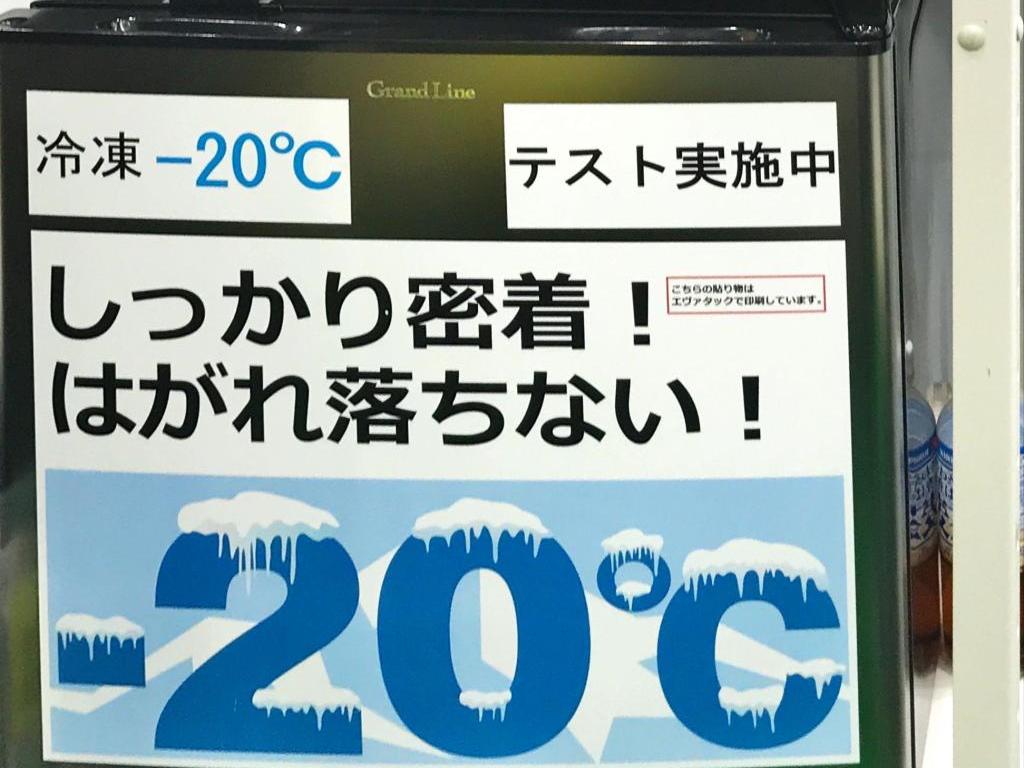 Grand Line
冷凍 -20℃
テスト実施中
しっかり密着！
はがれ落ちない！
こちらの貼り物は
エヴァタックで印刷しています。
-20℃